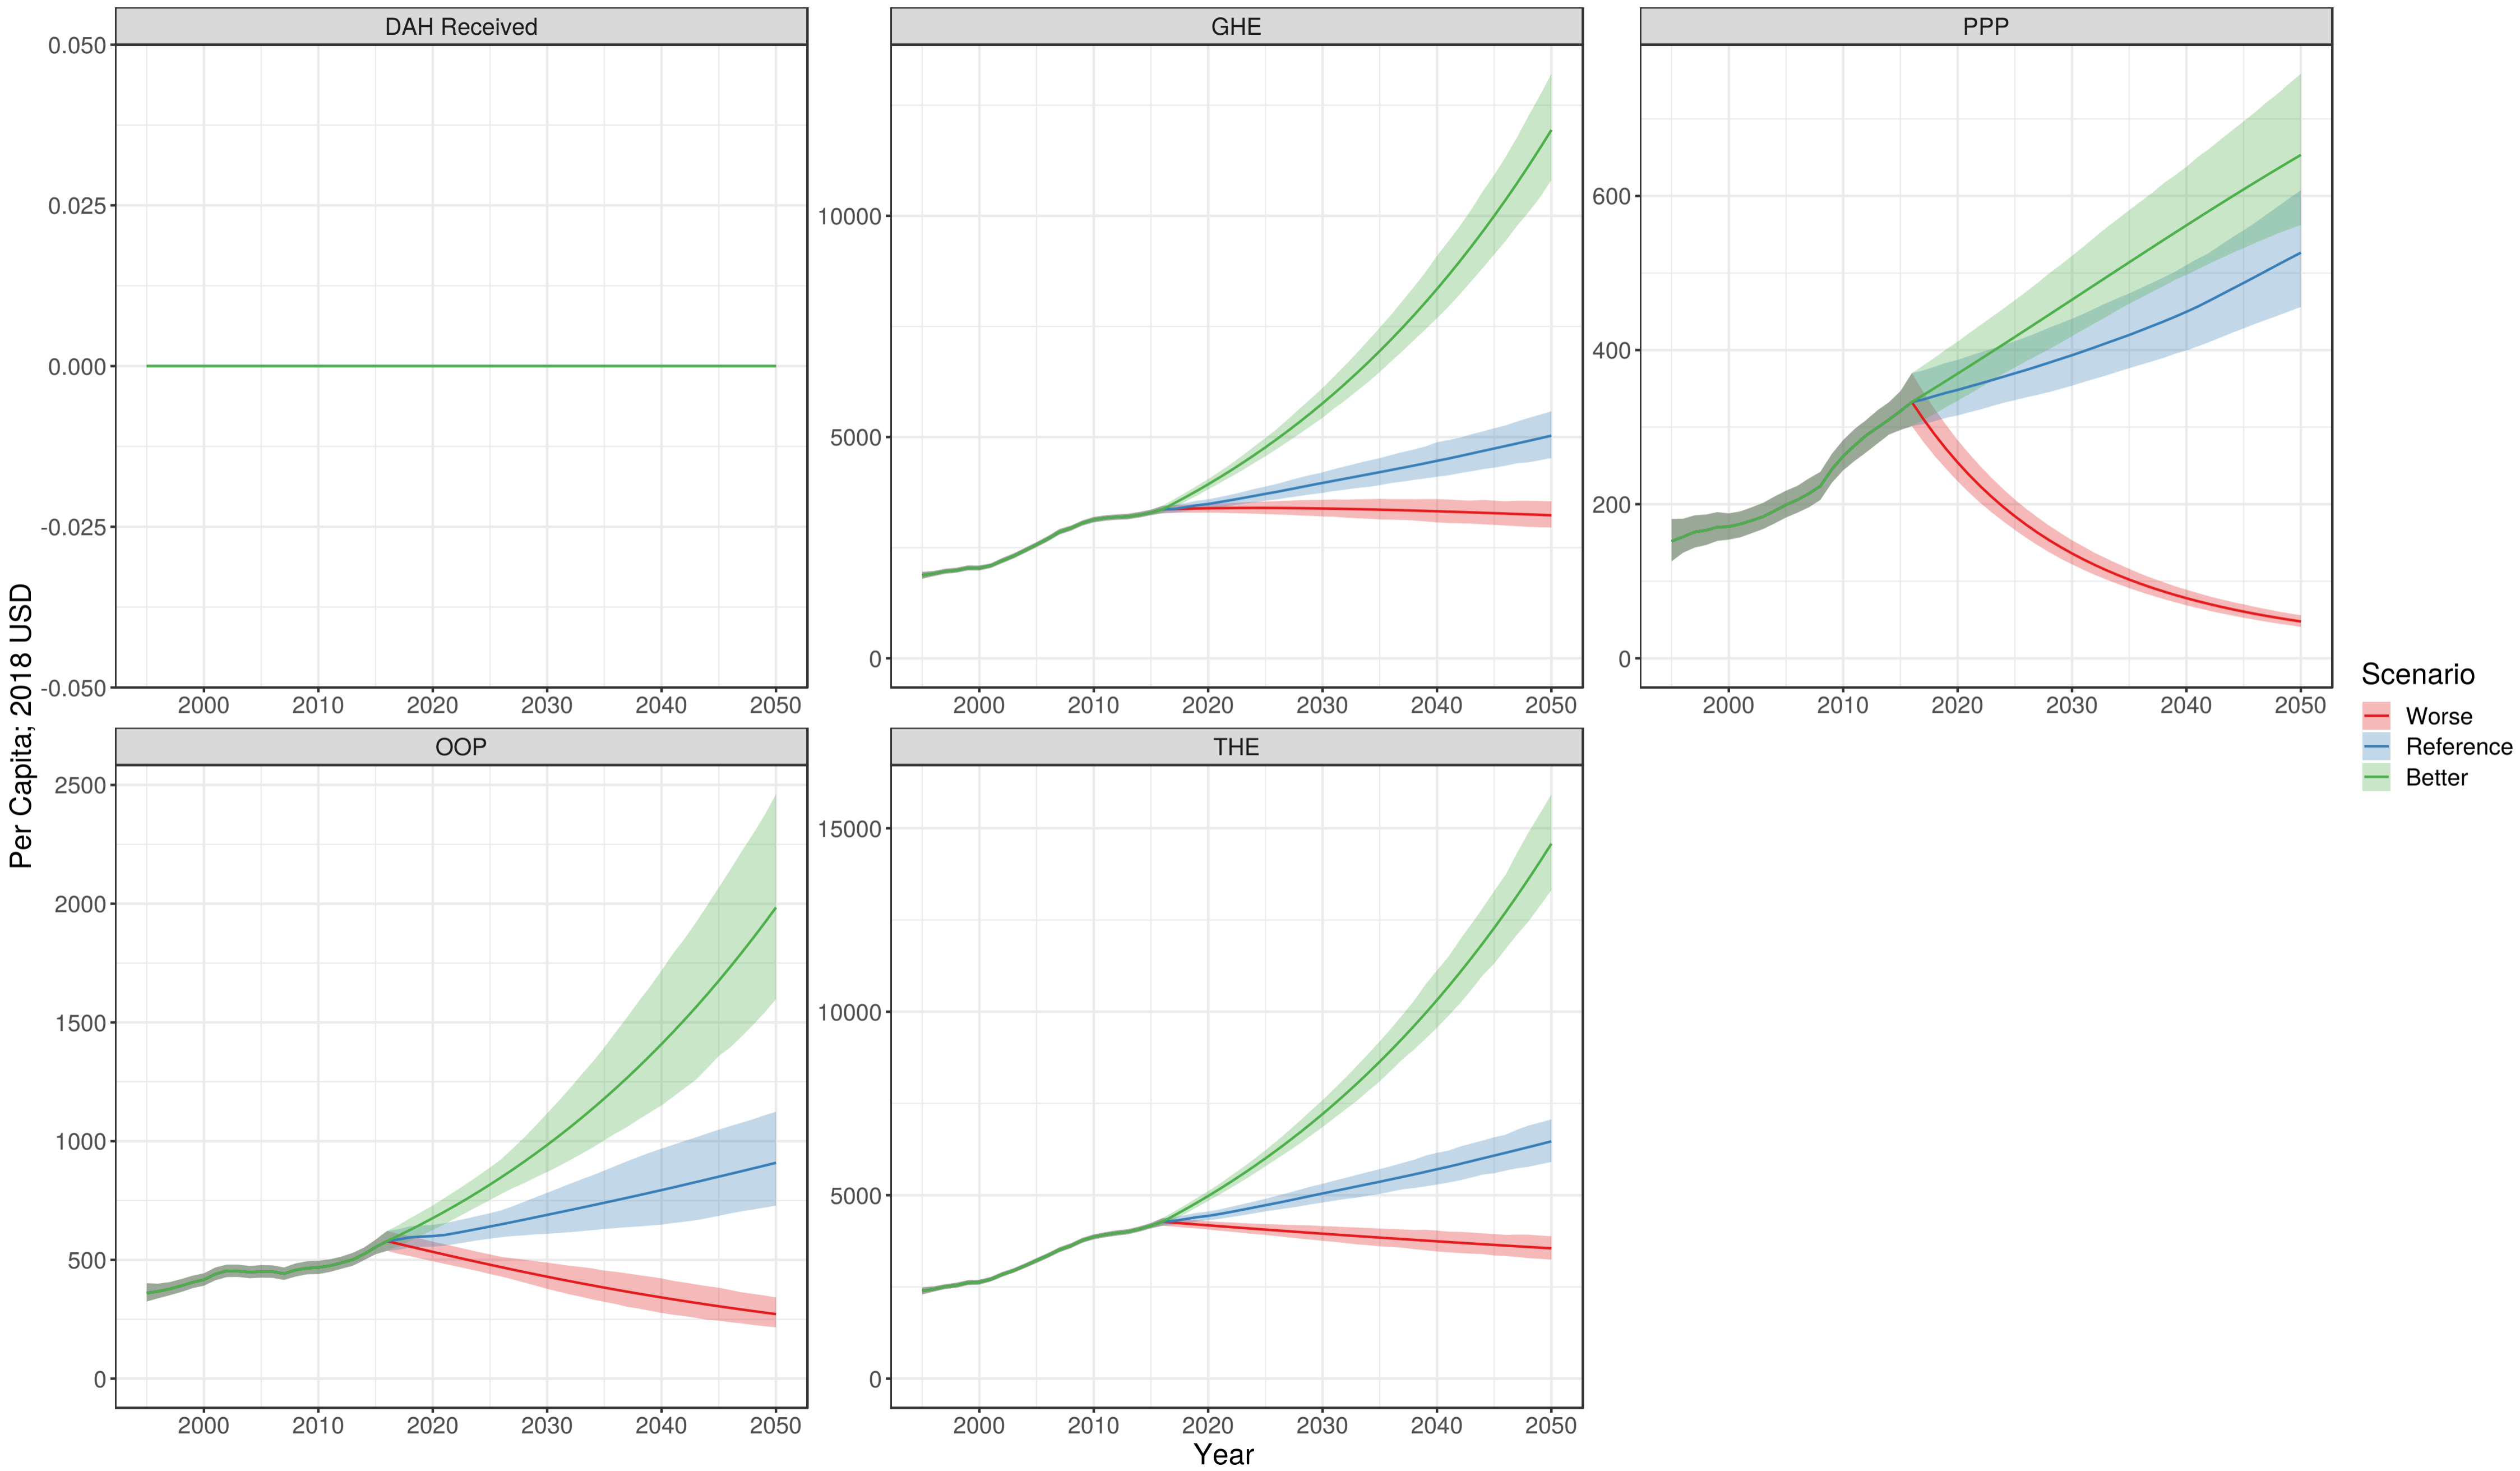 DAH Received
GHE
PPP
0.050
0.025
0.000
-0.025
-0.050
10000
5000
0
600
400
200
0
2000 2010 2020 2030 2040 2050
2000 2010 2020 2030 2040 2050
2000 2010 2020 2030 2040 2050
Per Capita; 2018 USD
OOP
THE
2500
2000
1500
1000
500
0
15000
10000
5000
0
2000 2010 2020 2030 2040 2050
2000 2010 2020 2030 2040 2050
Year
Scenario
Worse
Reference
Better